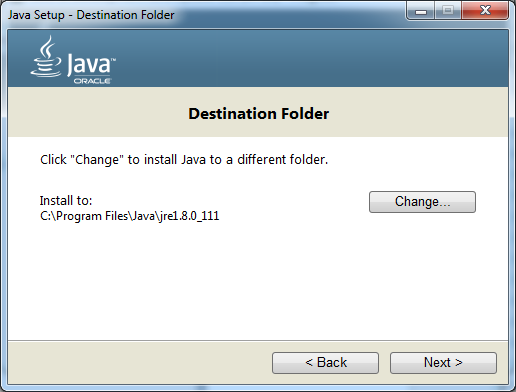 Java Setup - Destination Folder
Java™
ORACLE
Destination Folder
Click "Change" to install Java to a different folder.
Install to:
C:\Program Files\Java\jre1.8.0_111
Change...
< Back
Next >